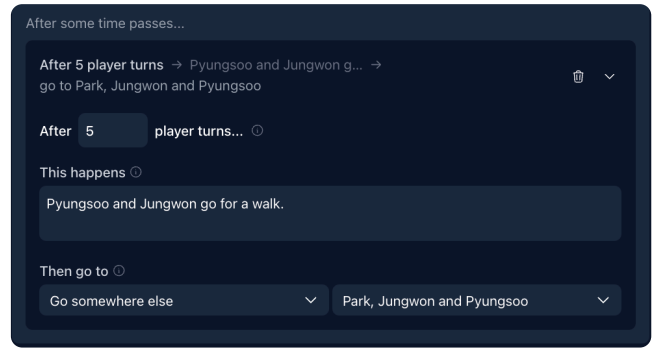 After some time passes...
After 5 player turns → Pyungsoo and Jungwon g... →
go to Park, Jungwon and Pyungsoo
After 5 player turns...
This happens
Pyungsoo and Jungwon go for a walk.
Then go to
Go somewhere else Park, Jungwon and Pyungsoo